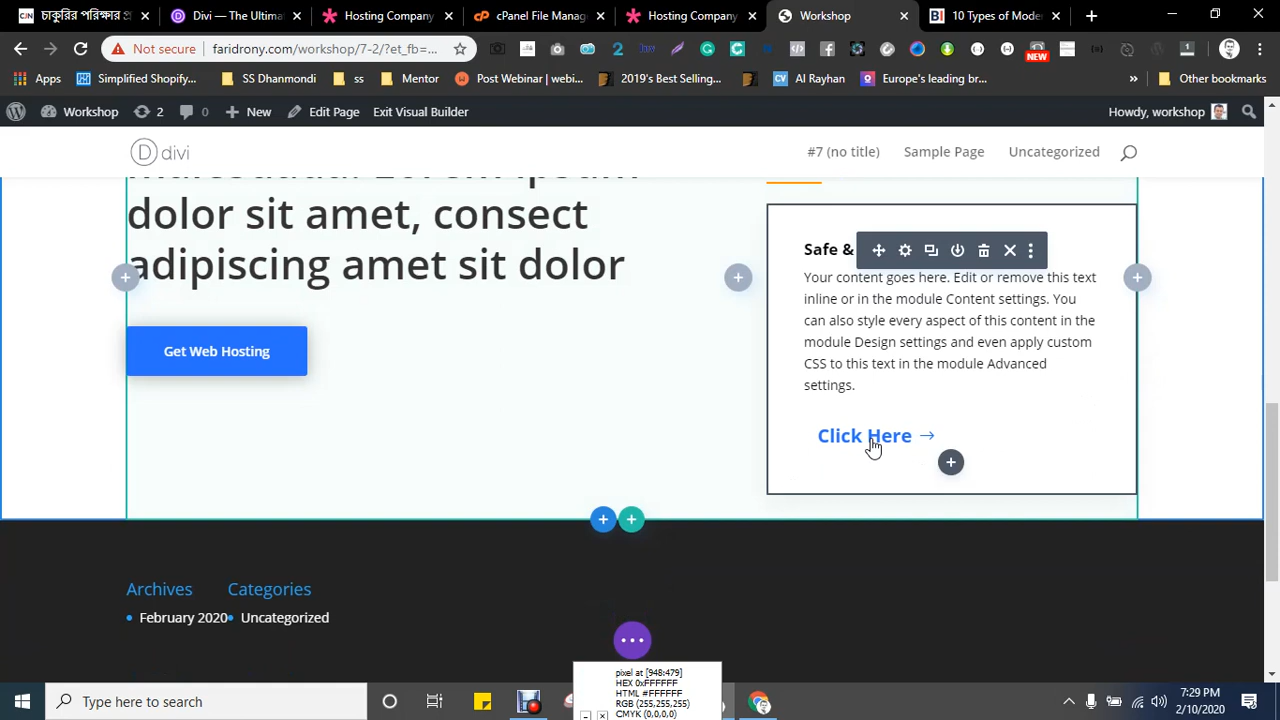 চাকুরির পরিক্ষার
Divi — The Ultima
Hosting Company
cPanel File Manag
Hosting Company
Workshop
10 Types of Mode
Not secure
faridrony.com/workshop/7-2/?et_fb=...
NEW
Apps
Simplified Shopify...
SS Dhanmondi
ss
Mentor
Post Webinar | webi...
2019's Best Selling...
Al Rayhan
Europe's leading br...
Other bookmarks
Workshop
2
0
New
Edit Page
Exit Visual Builder
Howdy, workshop
divi
#7 (no title)
Sample Page
Uncategorized
dolor sit amet, consect
adipiscing amet sit dolor
Get Web Hosting
Safe &
Your content goes here. Edit or remove this text
inline or in the module Content settings. You
can also style every aspect of this content in the
module Design settings and even apply custom
CSS to this text in the module Advanced
settings.
Click Here →
Archives
Categories
February 2020
Uncategorized
pixel at [948:479]
HEX 0xFFFFFF
HTML #FFFFFF
RGB (255,255,255)
CMYK (0,0,0,0)
Type here to search
7:29 PM
2/10/2020